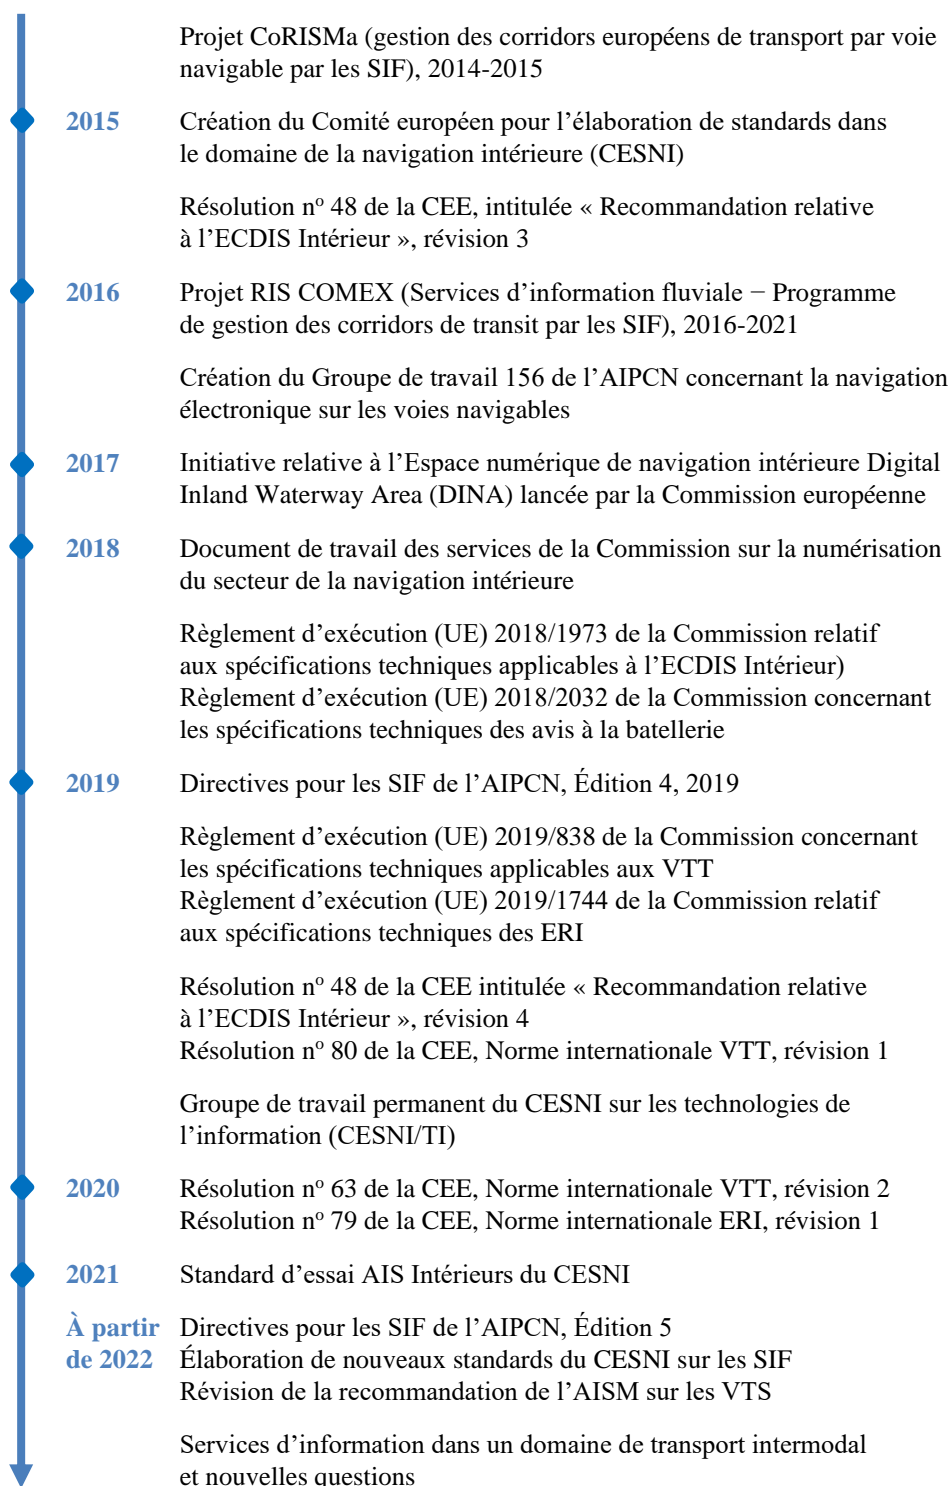 Projet CoRISMa (gestion des corridors européens de transport par voie
navigable par les SIF), 2014-2015
2015 Création du Comité européen pour l’élaboration de standards dans
le domaine de la navigation intérieure (CESNI)
Résolution nº 48 de la CEE, intitulée « Recommandation relative
à l’ECDIS Intérieur », révision 3
2016 Projet RIS COMEX (Services d’information fluviale − Programme
de gestion des corridors de transit par les SIF), 2016-2021
Création du Groupe de travail 156 de l’AIPCN concernant la navigation
électronique sur les voies navigables
2017 Initiative relative à l’Espace numérique de navigation intérieure Digital
Inland Waterway Area (DINA) lancée par la Commission européenne
2018 Document de travail des services de la Commission sur la numérisation
du secteur de la navigation intérieure
Règlement d’exécution (UE) 2018/1973 de la Commission relatif
aux spécifications techniques applicables à l’ECDIS Intérieur)
Règlement d’exécution (UE) 2018/2032 de la Commission concernant
les spécifications techniques des avis à la batellerie
2019 Directives pour les SIF de l’AIPCN, Édition 4, 2019
Règlement d’exécution (UE) 2019/838 de la Commission concernant
les spécifications techniques applicables aux VTT
Règlement d’exécution (UE) 2019/1744 de la Commission relatif
aux spécifications techniques des ERI
Résolution nº 48 de la CEE intitulée « Recommandation relative
à l’ECDIS Intérieur », révision 4
Résolution nº 80 de la CEE, Norme internationale VTT, révision 1
Groupe de travail permanent du CESNI sur les technologies de
l’information (CESNI/TI)
2020 Résolution nº 63 de la CEE, Norme internationale VTT, révision 2
Résolution nº 79 de la CEE, Norme internationale ERI, révision 1
2021 Standard d’essai AIS Intérieurs du CESNI
À partir Directives pour les SIF de l’AIPCN, Édition 5
de 2022 Élaboration de nouveaux standards du CESNI sur les SIF
Révision de la recommandation de l’AISM sur les VTS
Services d’information dans un domaine de transport intermodal
et nouvelles questions